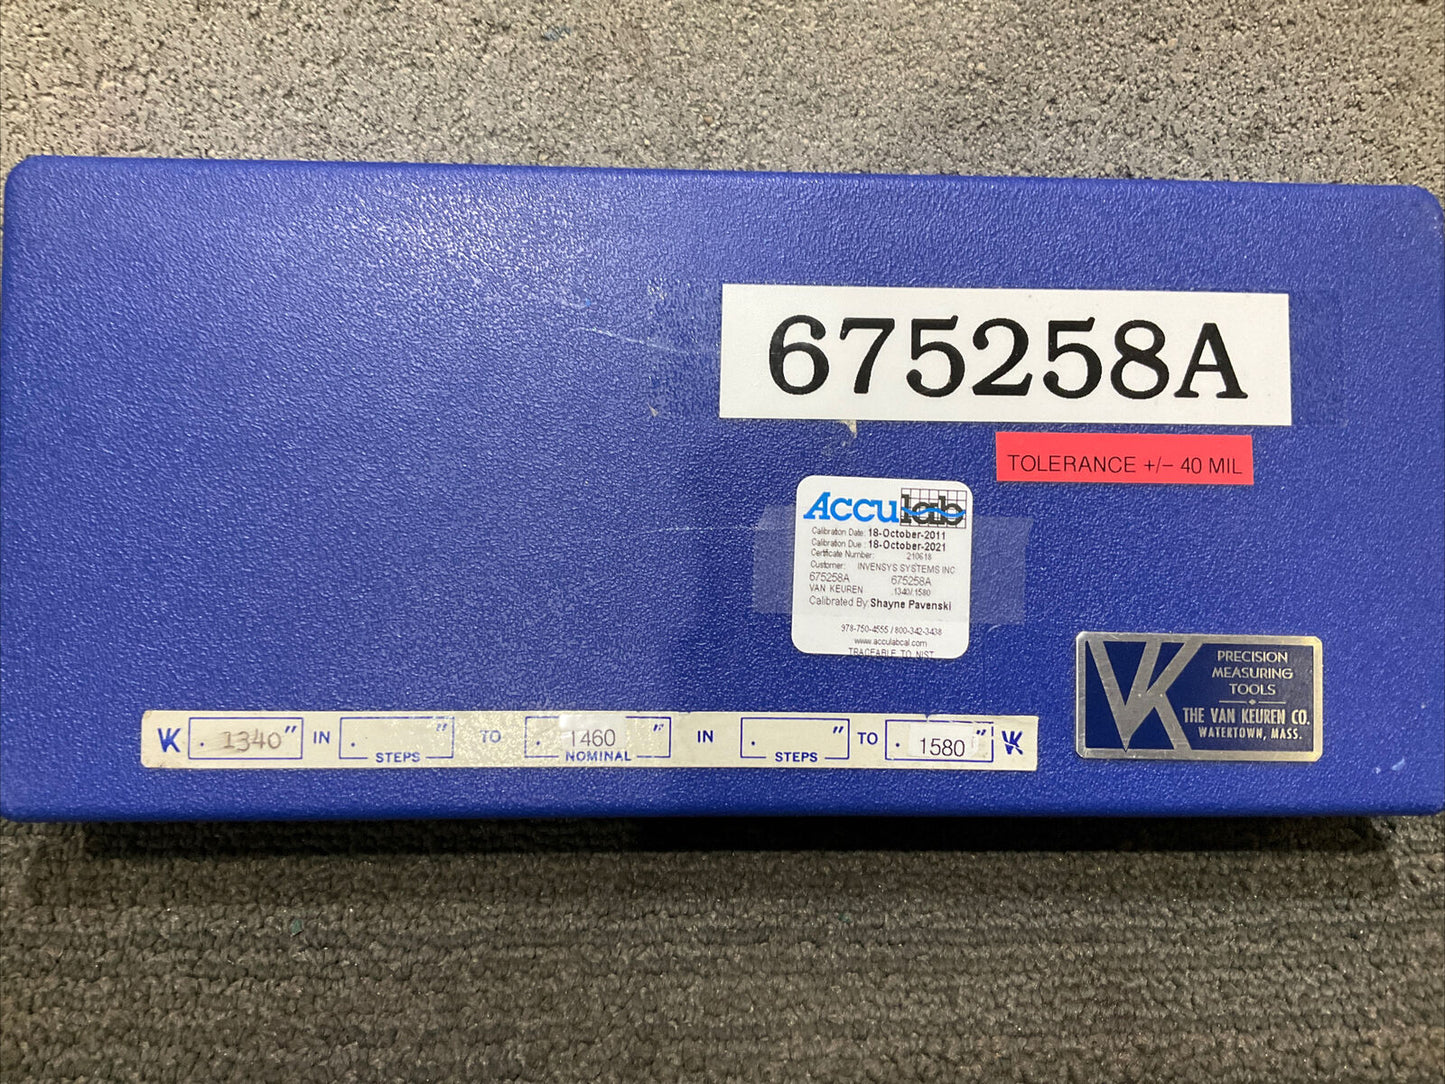 675258A
TOLERANCE +/- 40 MIL
Acculab
Calibration Date: 18-October-2011
Calibration Due : 18-October-2021
Certificate Number: 210618
Customer: INVENSYS SYSTEMS INC
675258A 675258A
VAN KEUREN .1340/.1580
Calibrated By: Shayne Pavenski
978-750-4555 / 800-342-3438
www.acculabcal.com
TRACEABLE TO NIST
VK PRECISION
MEASURING
TOOLS
THE VAN KEUREN CO.
WATERTOWN, MASS.
VK . 1340" IN . " STEPS TO . 1460 " NOMINAL IN . " STEPS TO . 1580 " VK